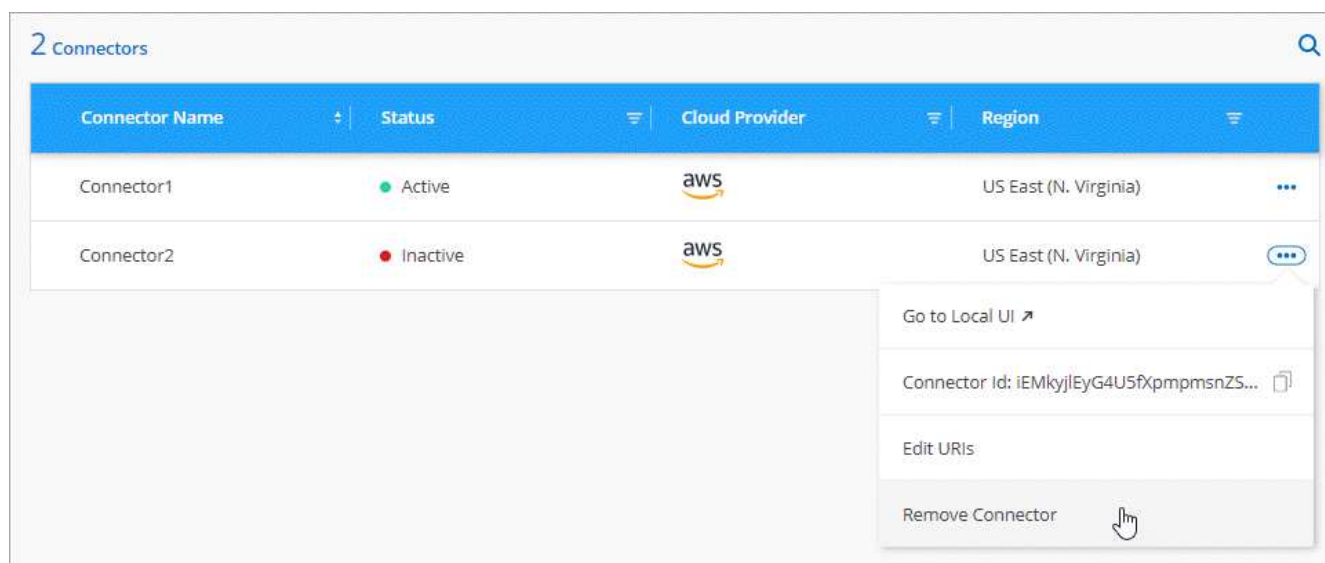 2 Connectors
Connector Name Status Cloud Provider Region
Connector1 Active aws US East (N. Virginia)
Connector2 Inactive aws US East (N. Virginia)
Go to Local UI
Connector Id: iEMkyjlEyG4U5fXpmpmsnZS...
Edit URIs
Remove Connector